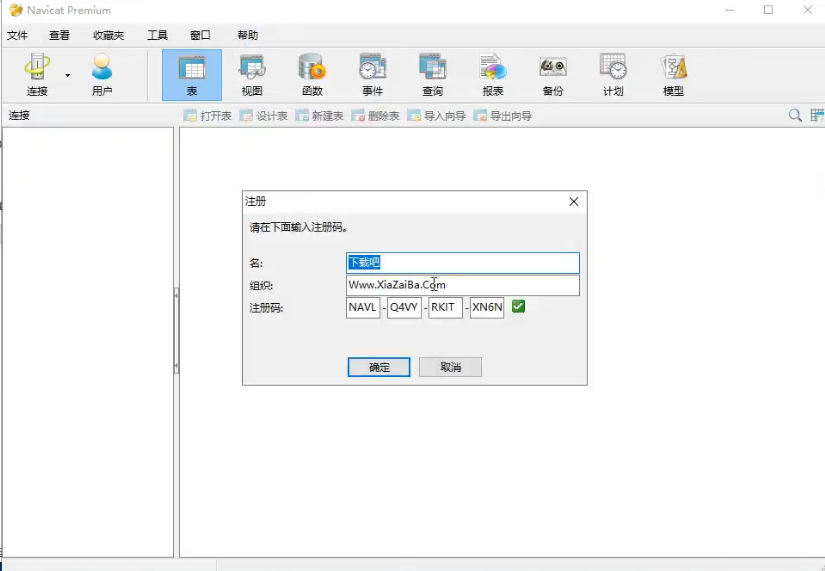 Navicat Premium
文件 查看 收藏夹 工具 窗口 帮助
连接 用户 表 视图 函数 事件 查询 报表 备份 计划 模型
连接 打开表 设计表 新建表 删除表 导入向导 导出向导
注册
请在下面输入注册码。
名: 下载吧
组织: Www.XiaZaiBa.Com
注册码: NAVL - Q4VY - RKIT - XN6N
确定 取消